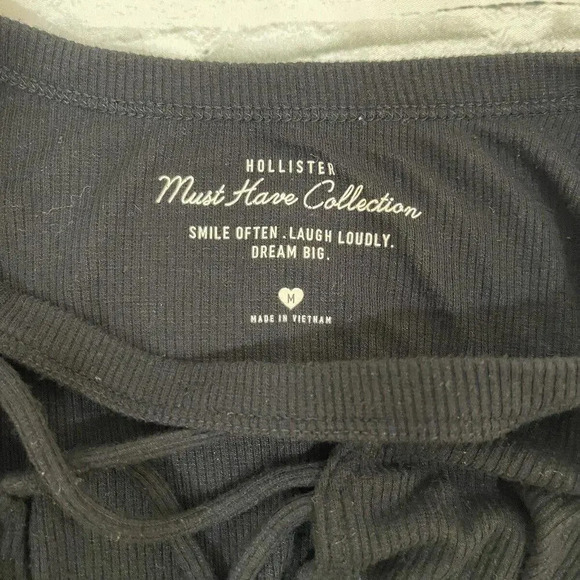 HOLLISTER
Must Have Collection
SMILE OFTEN.LAUGH LOUDLY.
DREAM BIG.
M
MADE IN VIETNAM